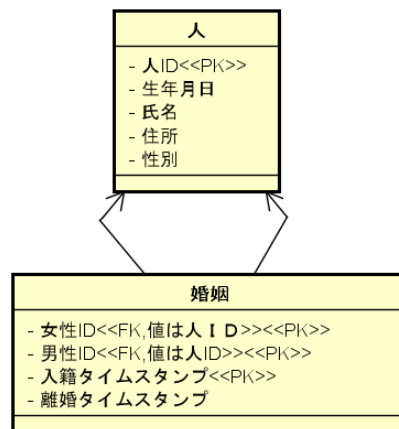 人
- 人ID<<PK>>
- 生年月日
- 氏名
- 住所
- 性別
婚姻
- 女性ID<<FK,値は人ＩＤ>><<PK>>
- 男性ID<<FK,値は人ID>><<PK>>
- 入籍タイムスタンプ<<PK>>
- 離婚タイムスタンプ